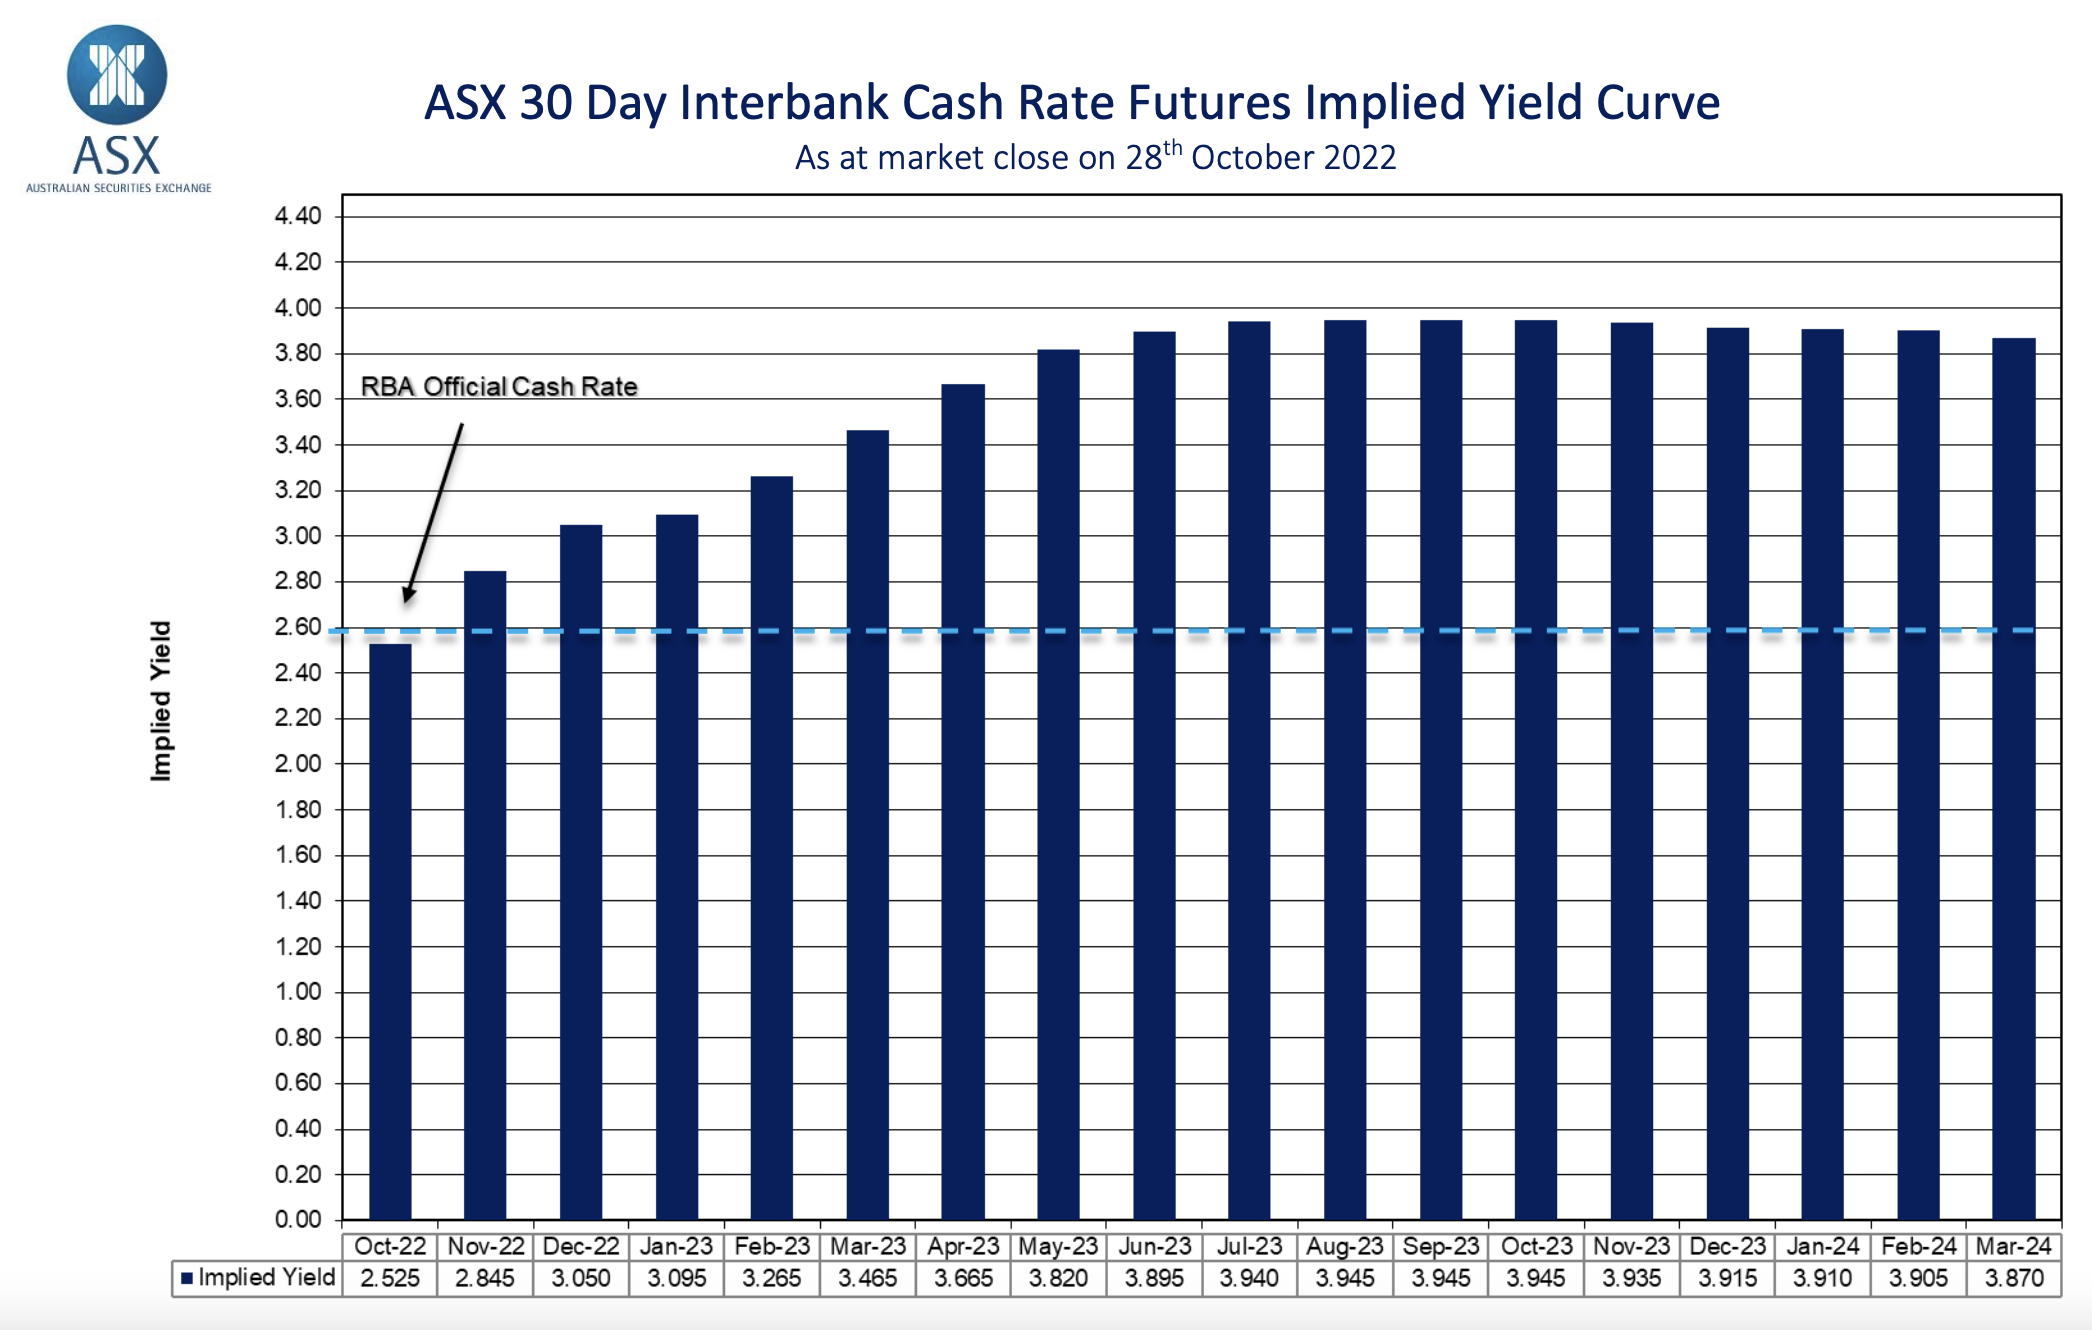 ASX
AUSTRALIAN SECURITIES EXCHANGE
ASX 30 Day Interbank Cash Rate Futures Implied Yield Curve
As at market close on 28th October 2022
4.40
4.20
4.00
3.80
3.60
3.40
3.20
3.00
2.80
2.60
2.40
2.20
2.00
1.80
1.60
1.40
1.20
1.00
0.80
0.60
0.40
0.20
0.00
Implied Yield
RBA Official Cash Rate
Oct-22 Nov-22 Dec-22 Jan-23 Feb-23 Mar-23 Apr-23 May-23 Jun-23 Jul-23 Aug-23 Sep-23 Oct-23 Nov-23 Dec-23 Jan-24 Feb-24 Mar-24
Implied Yield 2.525 2.845 3.050 3.095 3.265 3.465 3.665 3.820 3.895 3.940 3.945 3.945 3.945 3.935 3.915 3.910 3.905 3.870